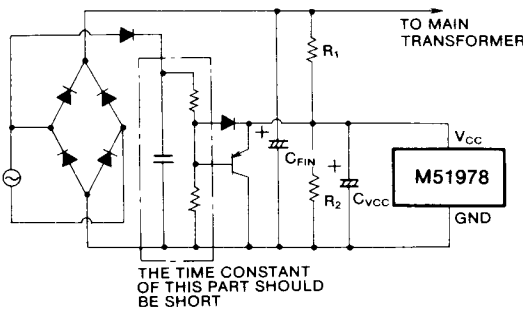 TO MAIN
TRANSFORMER
R1
+
CFIN
VCC
+
M51978
R2
CVCC
GND
THE TIME CONSTANT
OF THIS PART SHOULD
BE SHORT